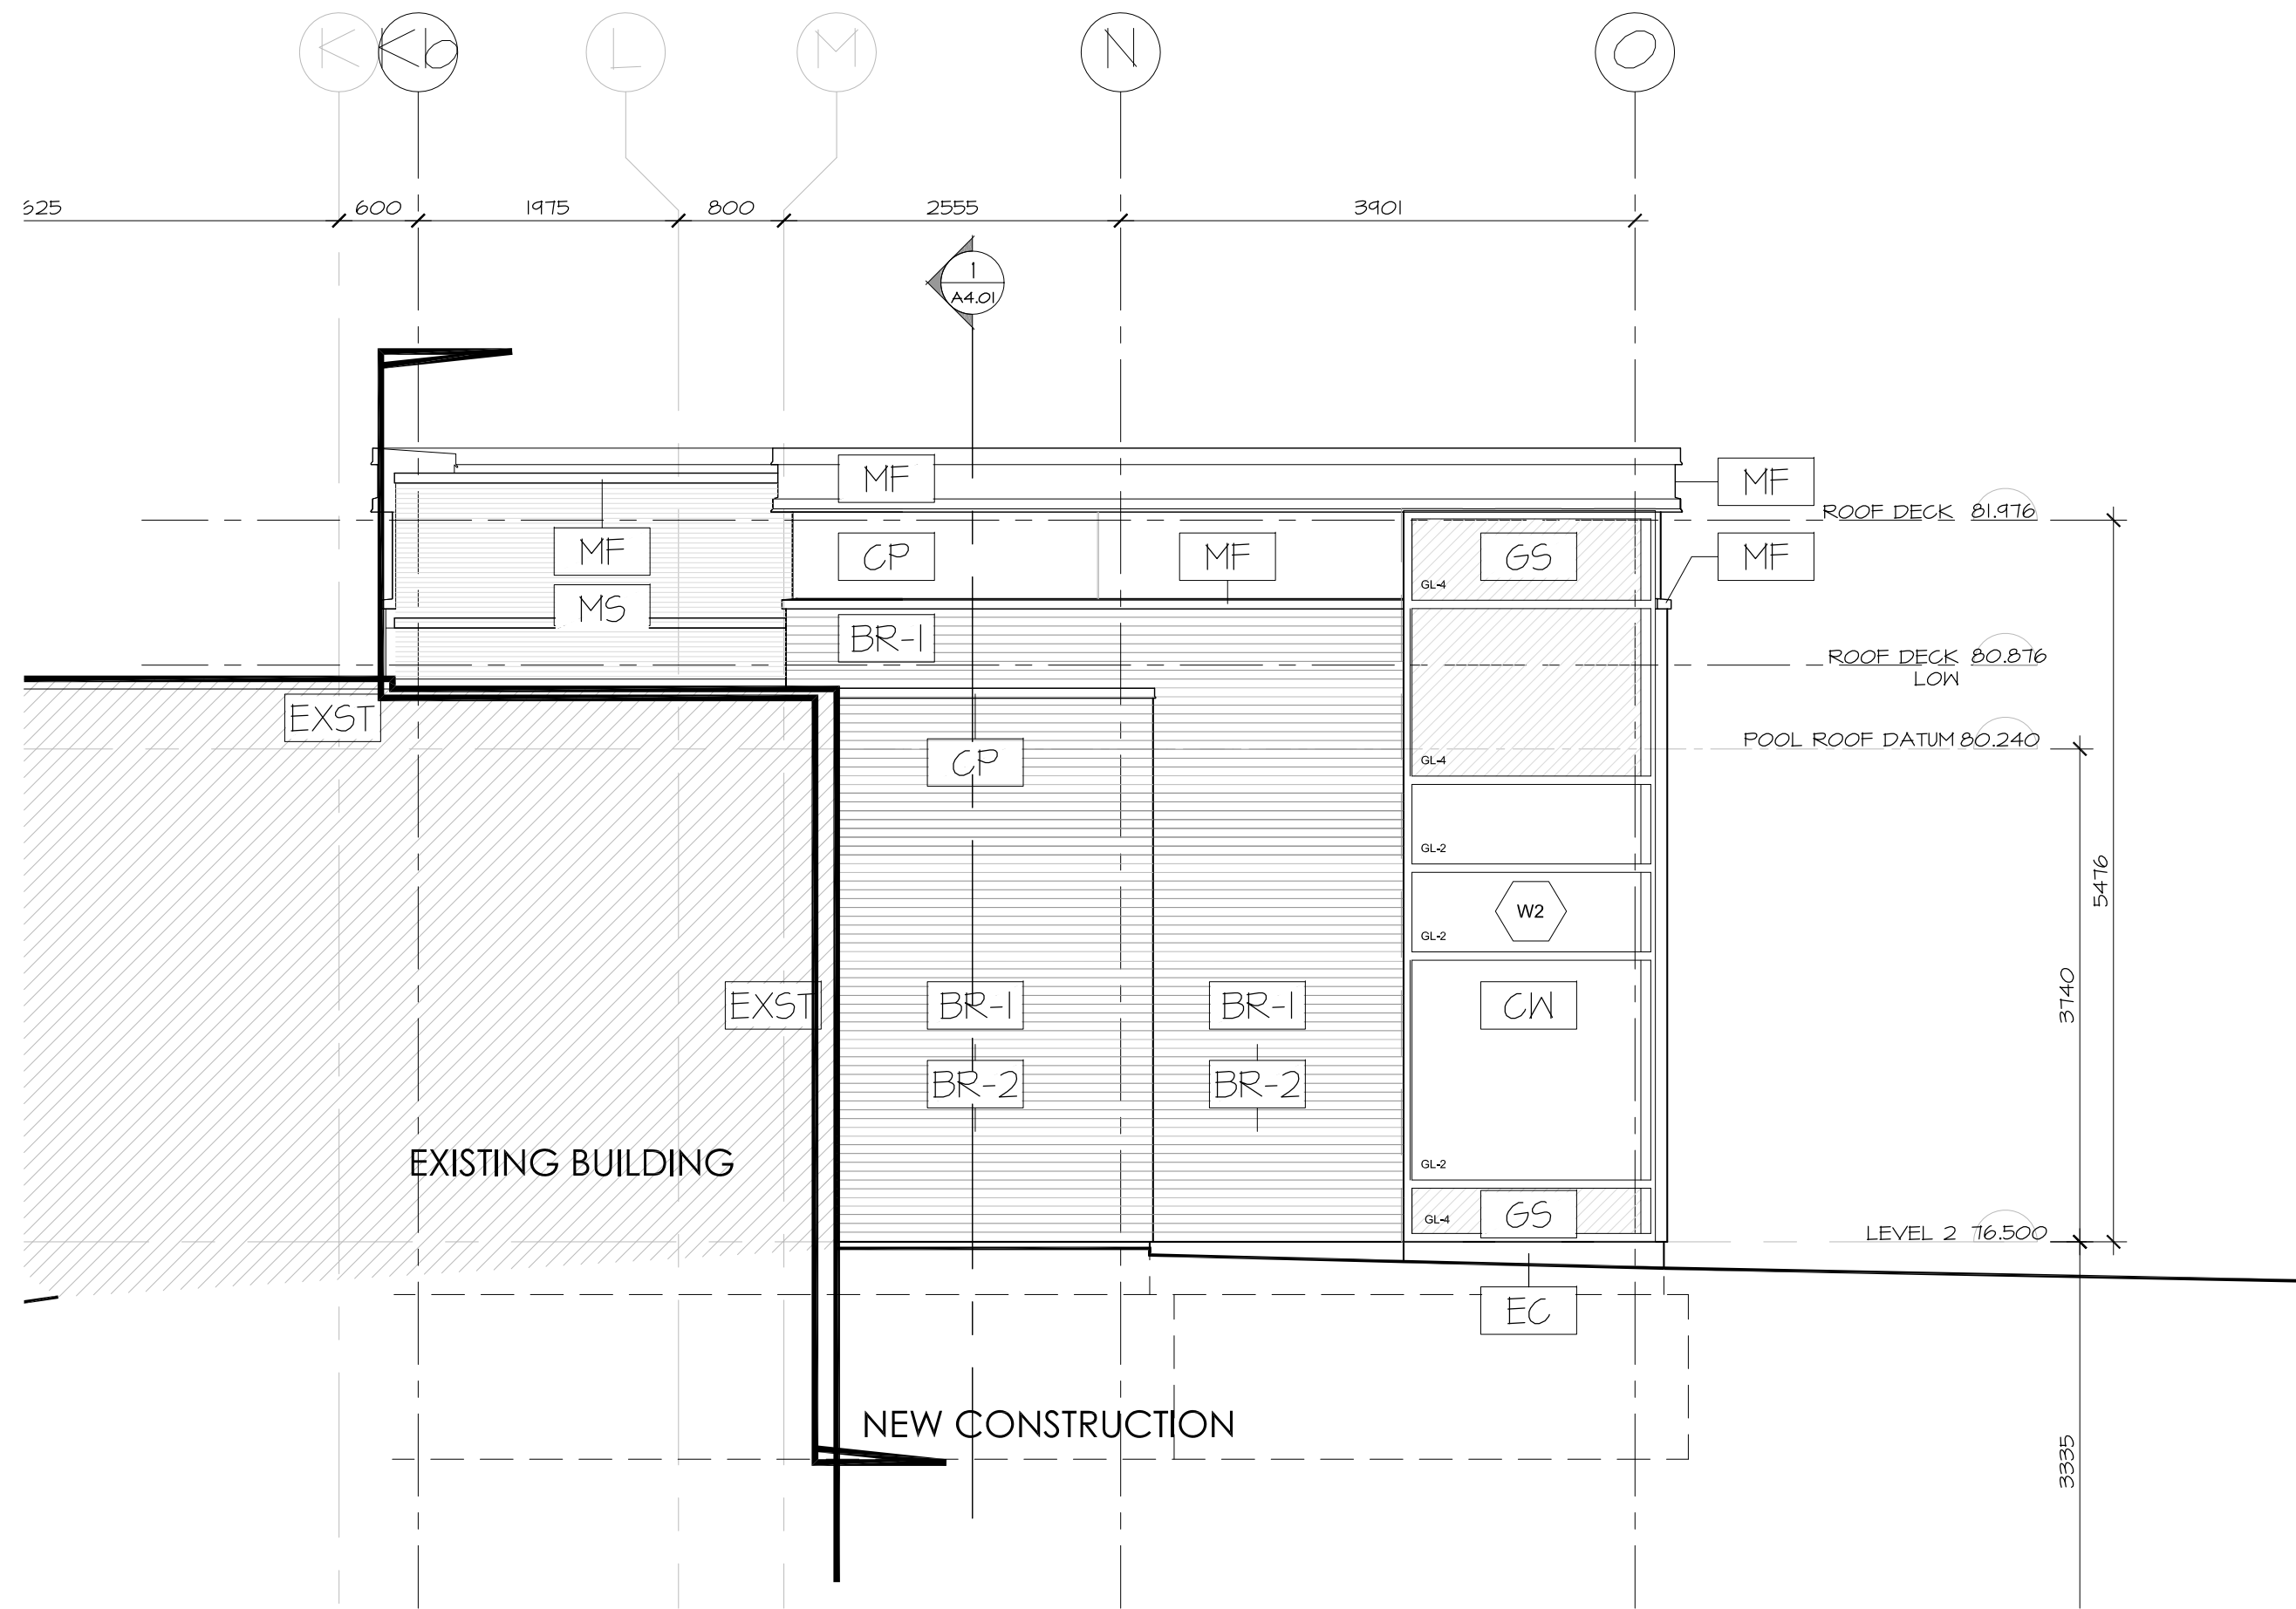 K Kb L M N O
525 600 1975 800 2555 3901
1
A4.01
MF MF
ROOF DECK 81.976
MF CP MF GS MF
GL-4
MS
BR-1
ROOF DECK 80.876
LOW
EXST
POOL ROOF DATUM 80.240
CP
GL-4
GL-2
5476
W2
GL-2
3740
EXST BR-1 BR-1 CW
BR-2 BR-2
EXISTING BUILDING
GL-2
GS
GL-4
LEVEL 2 76.500
EC
NEW CONSTRUCTION
3335